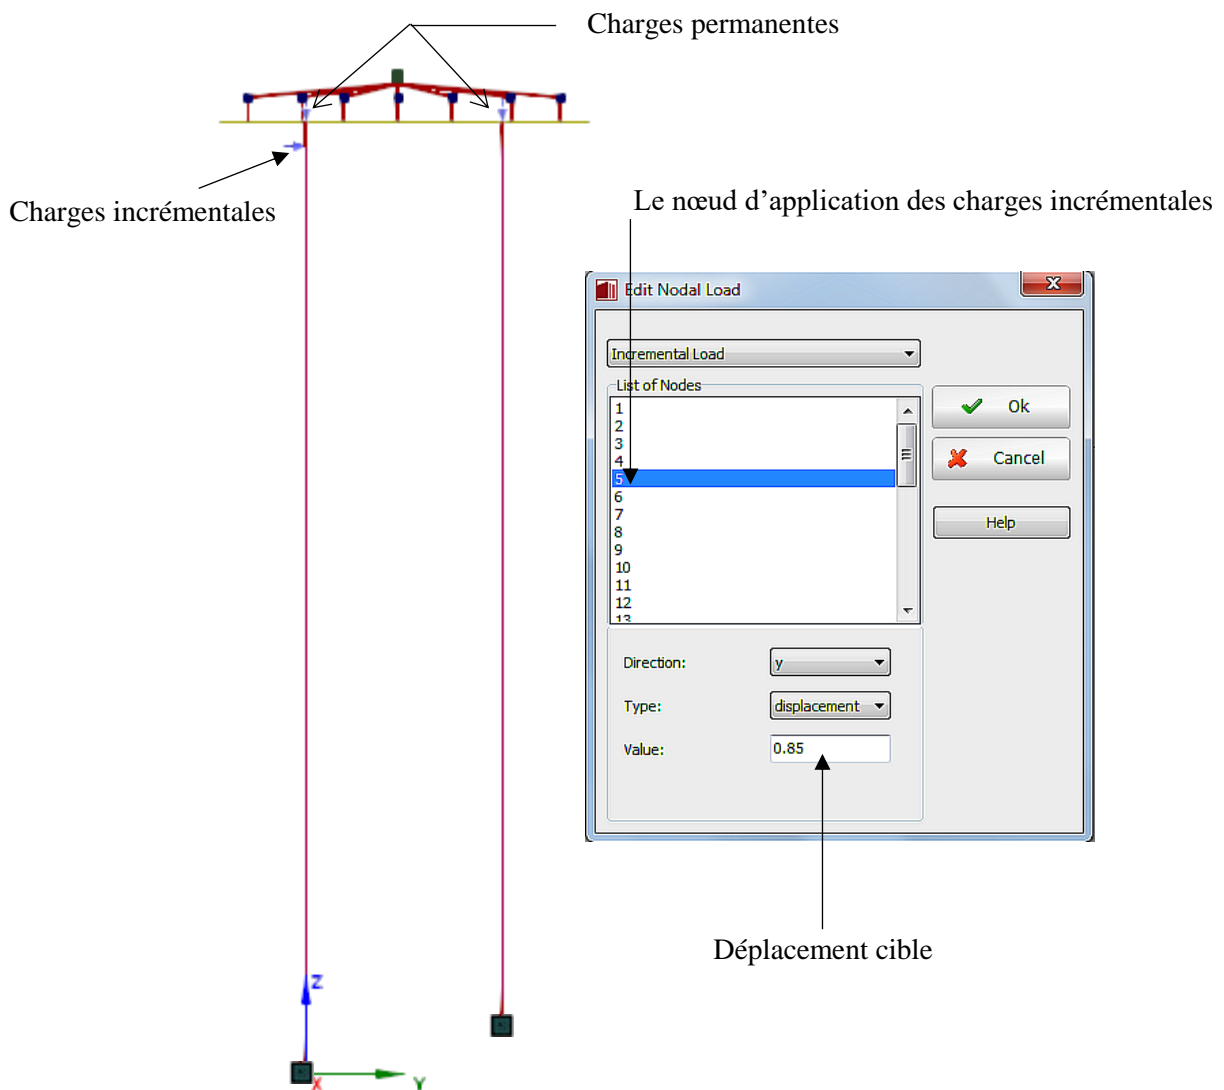 Charges permanentes
Charges incrémentales
Le nœud d’application des charges incrémentales
Edit Nodal Load
x
Incremental Load
List of Nodes
1
2
3
4
5
6
7
8
9
10
11
12
13
Ok
Cancel
Help
Direction:
y
Type:
displacement
Value:
0.85
Déplacement cible
Z
X
Y